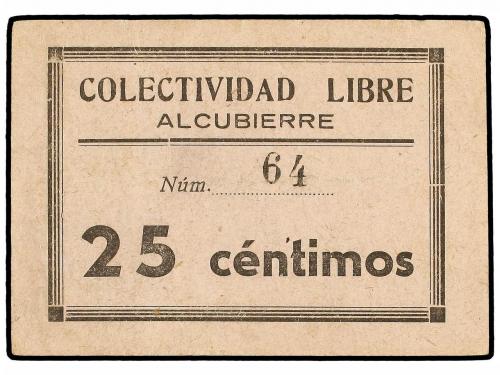 COLECTIVIDAD LIBRE
ALCUBIERRE
Núm. 64
25 céntimos